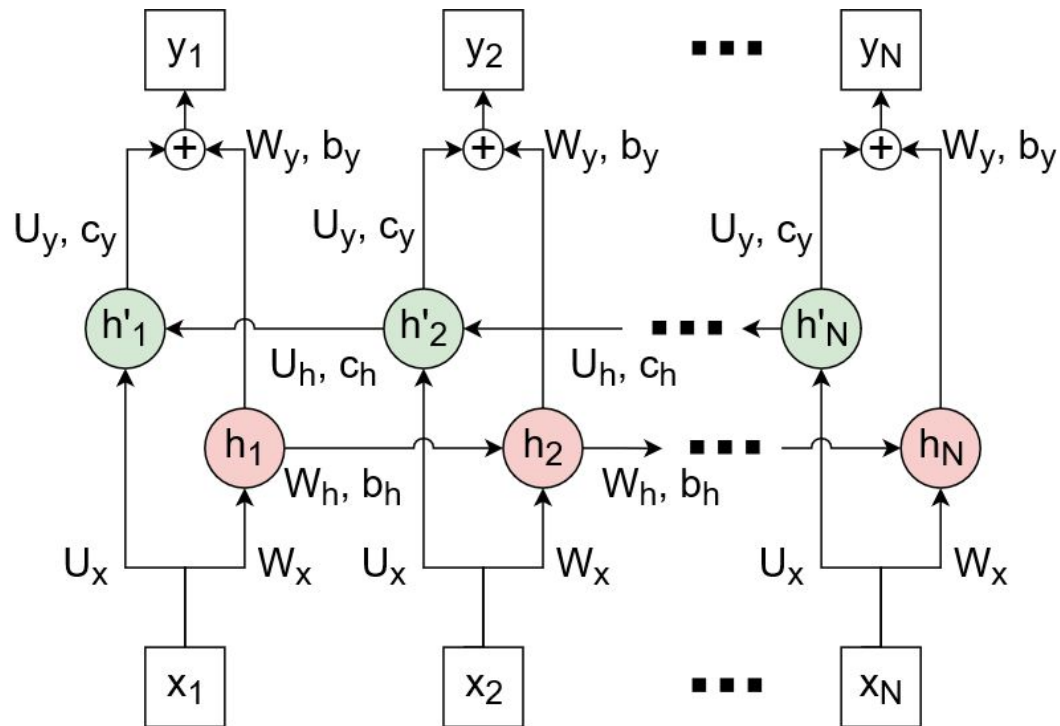 y1 y2 ... yN
+ Wy, by + Wy, by + Wy, by
Uy, cy Uy, cy Uy, cy
h'1 h'2 ... h'N
Uh, ch Uh, ch
h1 h2 ... hN
Wh, bh Wh, bh
Ux Wx Ux Wx Ux Wx
x1 x2 ... xN